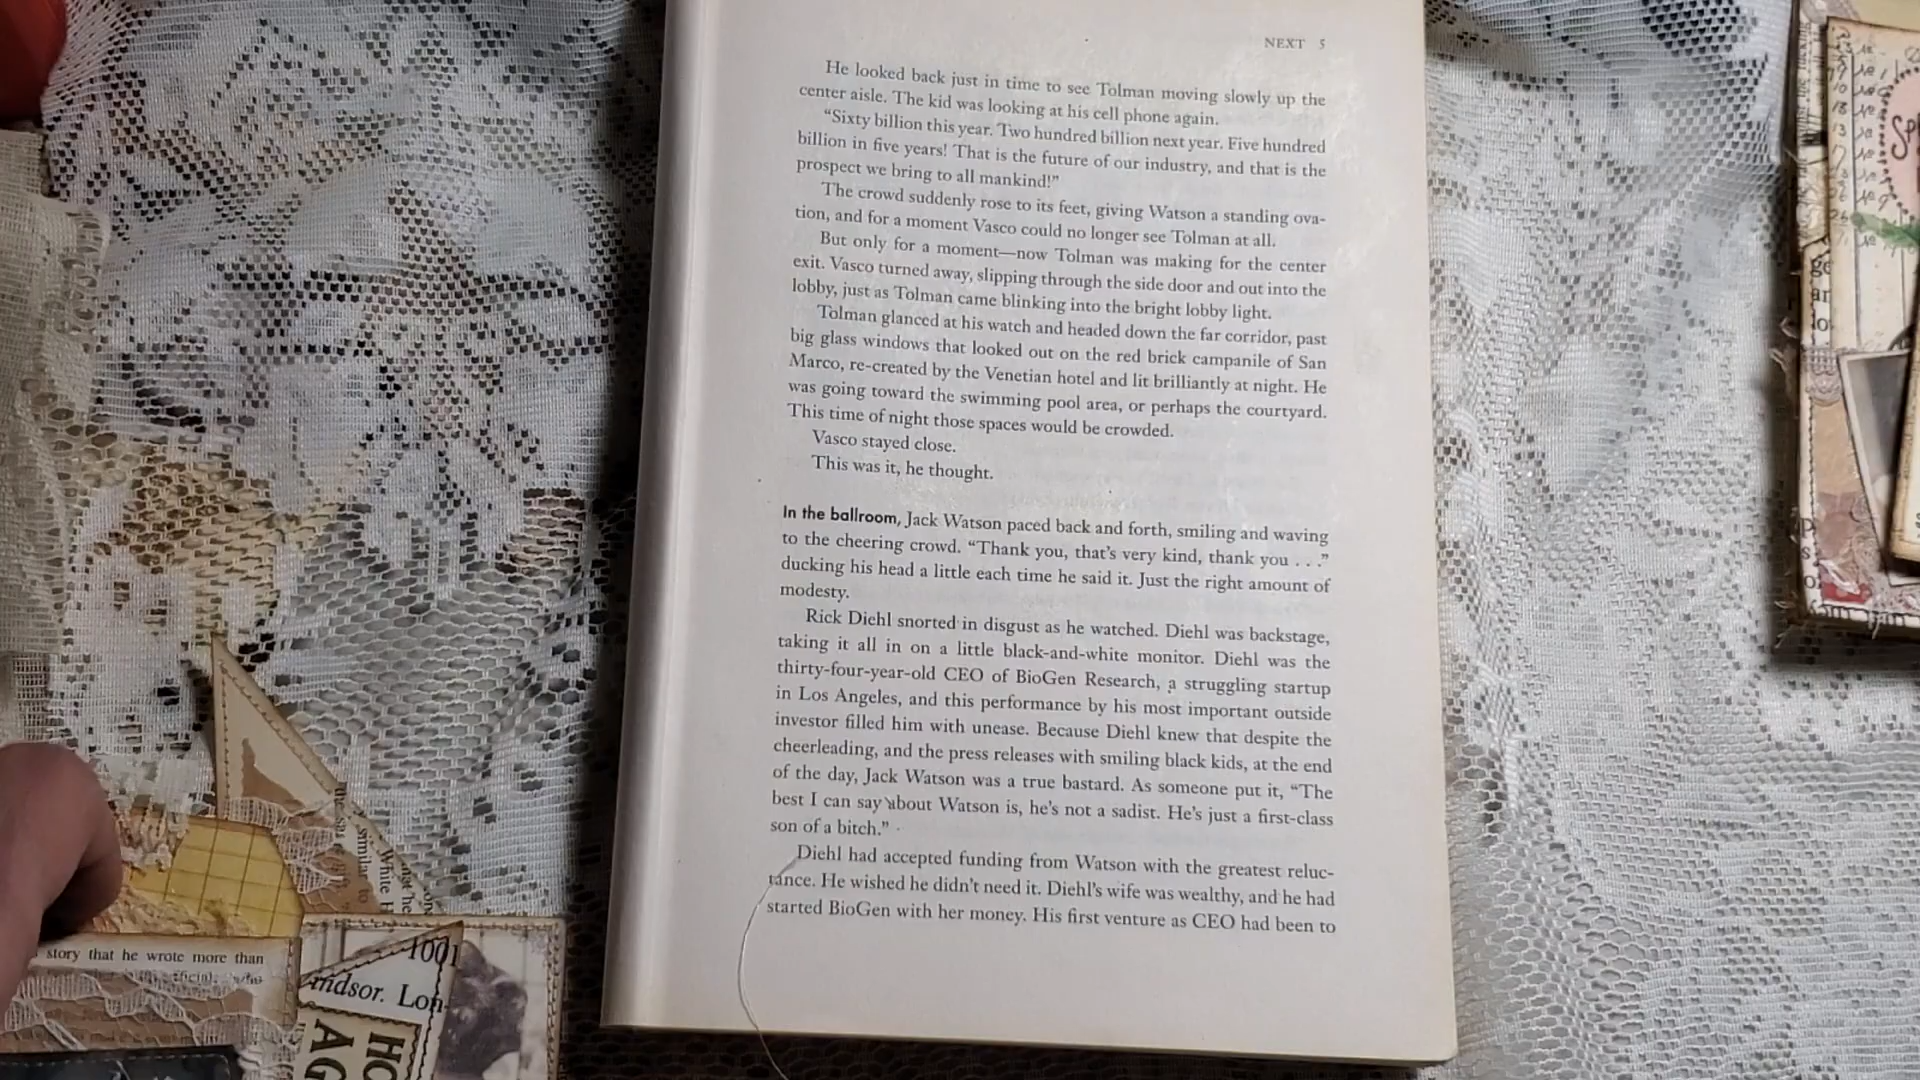 NEXT 5
He looked back just in time to see Tolman moving slowly up the
center aisle. The kid was looking at his cell phone again.
“Sixty billion this year. Two hundred billion next year. Five hundred
billion in five years! That is the future of our industry, and that is the
prospect we bring to all mankind!”
The crowd suddenly rose to its feet, giving Watson a standing ova-
tion, and for a moment Vasco could no longer see Tolman at all.
But only for a moment—now Tolman was making for the center
exit. Vasco turned away, slipping through the side door and out into the
lobby, just as Tolman came blinking into the bright lobby light.
Tolman glanced at his watch and headed down the far corridor, past
big glass windows that looked out on the red brick campanile of San
Marco, re-created by the Venetian hotel and lit brilliantly at night. He
was going toward the swimming pool area, or perhaps the courtyard.
This time of night those spaces would be crowded.
Vasco stayed close.
This was it, he thought.
In the ballroom, Jack Watson paced back and forth, smiling and waving
to the cheering crowd. “Thank you, that’s very kind, thank you . . .”
ducking his head a little each time he said it. Just the right amount of
modesty.
Rick Diehl snorted in disgust as he watched. Diehl was backstage,
taking it all in on a little black-and-white monitor. Diehl was the
thirty-four-year-old CEO of BioGen Research, a struggling startup
in Los Angeles, and this performance by his most important outside
investor filled him with unease. Because Diehl knew that despite the
cheerleading, and the press releases with smiling black kids, at the end
of the day, Jack Watson was a true bastard. As someone put it, “The
best I can say about Watson is, he’s not a sadist. He’s just a first-class
son of a bitch.”
Diehl had accepted funding from Watson with the greatest reluc-
tance. He wished he didn’t need it. Diehl’s wife was wealthy, and he had
started BioGen with her money. His first venture as CEO had been to
similar to
White H
story that he wrote more than
1001
ndsor. Lon-
HO
AG